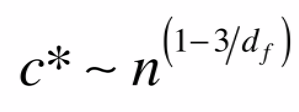 c* ~ n^(1−3/d_f)